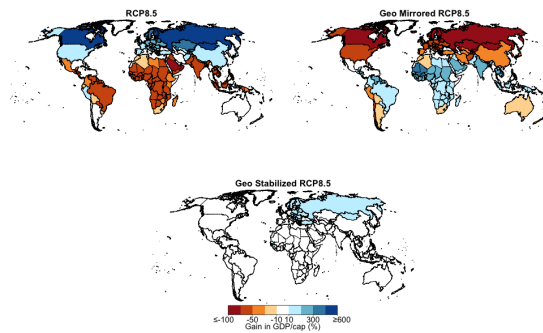 RCP8.5
Geo Mirrored RCP8.5
Geo Stabilized RCP8.5
≤-100 -50 -10 10 300 ≥600
Gain in GDP/cap (%)